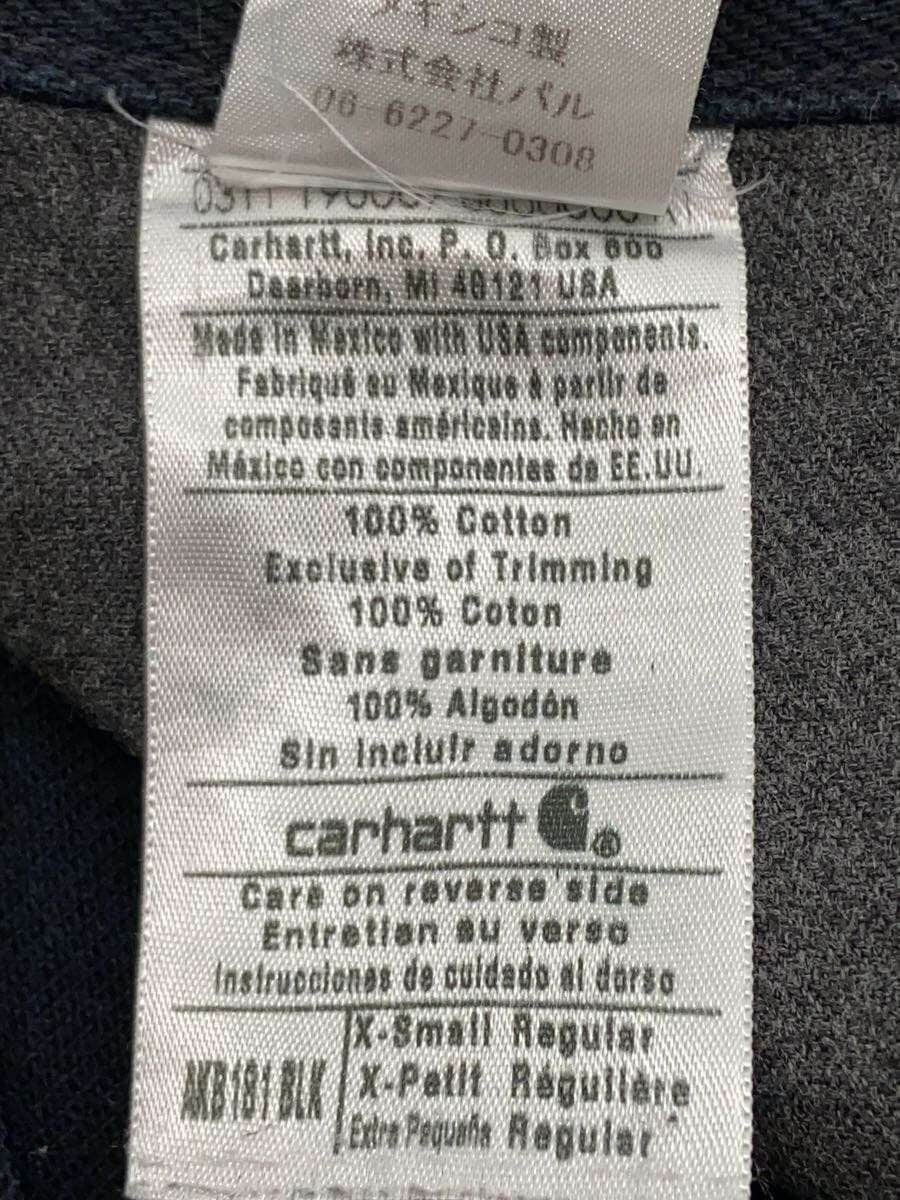 メキシコ製
株式会社パル
06-6227-0308
Carhartt, Inc. P. O. Box 600
Dearborn, MI 48121 USA
Made in Mexico with USA components.
Fabriqué au Mexique à partir de
composants américains. Hecho en
México con componentes de EE.UU.
100% Cotton
Exclusive of Trimming
100% Coton
Sans garniture
100% Algodón
Sin incluir adorno
carhartt ®
Care on reverse side
Entretien au verso
Instrucciones de cuidado al dorso
AKB181 BLK
X-Small Regular
X-Petit Régulière
Extra Pequeña Regular